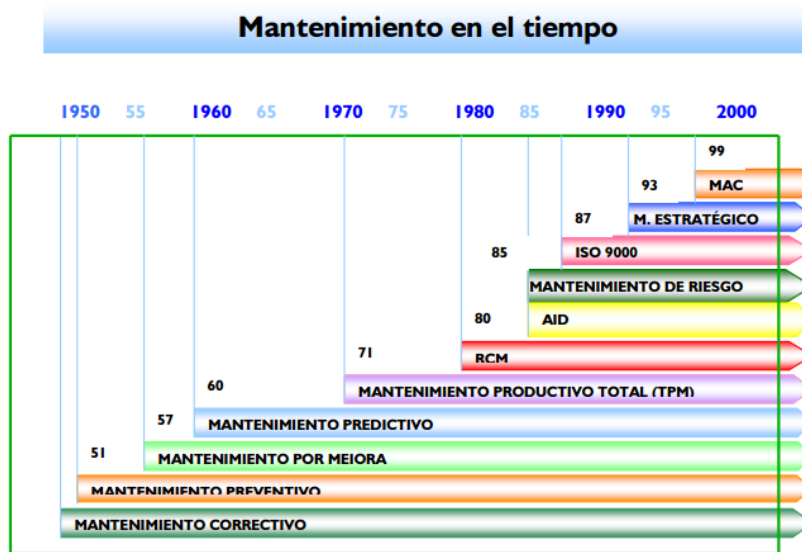 Mantenimiento en el tiempo
1950 55 1960 65 1970 75 1980 85 1990 95 2000
99
MAC
93
M. ESTRATÉGICO
87
ISO 9000
85
MANTENIMIENTO DE RIESGO
AID
80
RCM
71
MANTENIMIENTO PRODUCTIVO TOTAL (TPM)
60
MANTENIMIENTO PREDICTIVO
57
MANTENIMIENTO POR MEJORA
51
MANTENIMIENTO PREVENTIVO
MANTENIMIENTO CORRECTIVO